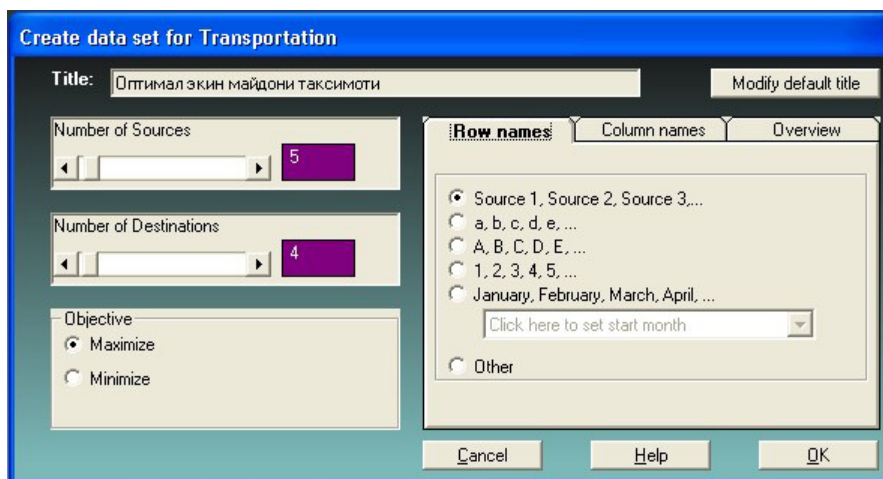 Create data set for Transportation
Title: Оптимал экин майдони таксимоти
Modify default title
Number of Sources
5
Number of Destinations
4
Objective
Maximize
Minimize
Row names
Column names
Overview
Source 1, Source 2, Source 3,...
a, b, c, d, e, ...
A, B, C, D, E, ...
1, 2, 3, 4, 5, ...
January, February, March, April, ...
Click here to set start month
Other
Cancel
Help
OK